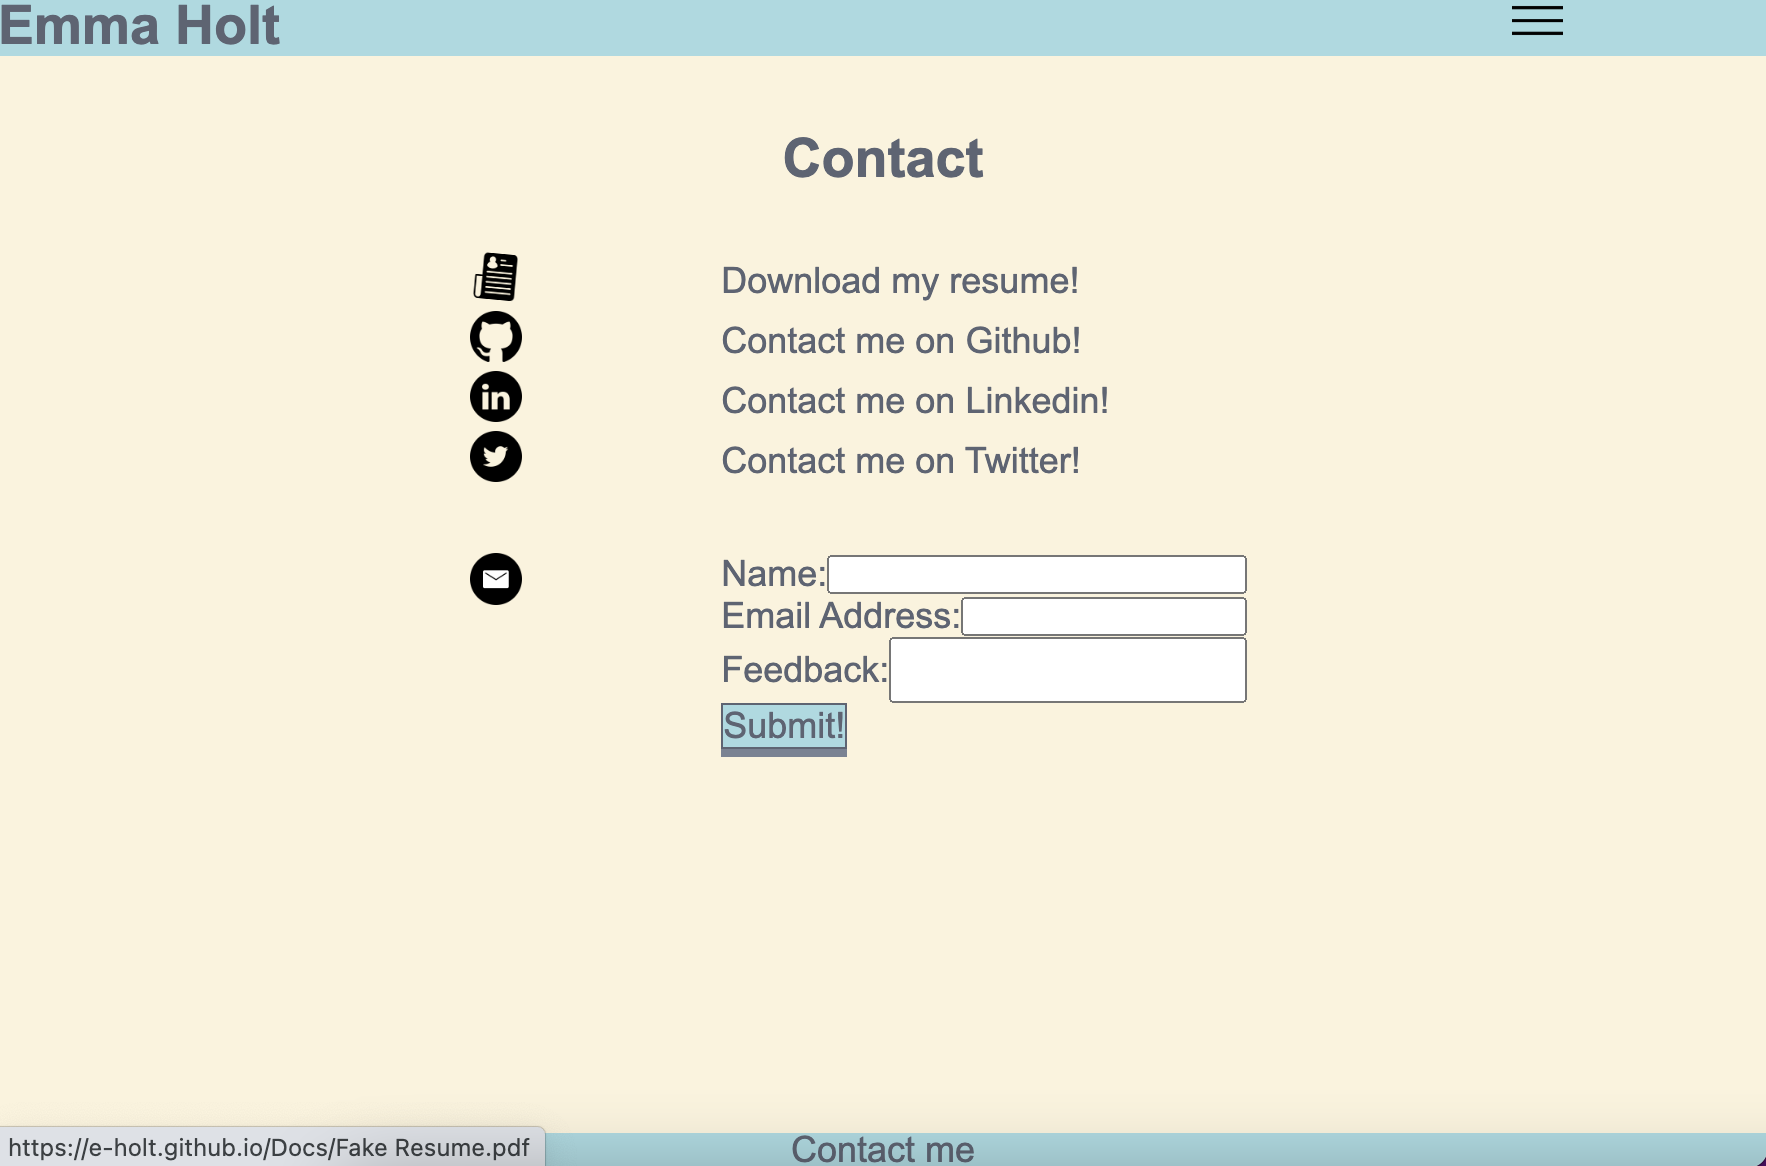 Emma Holt
Contact
Download my resume!
Contact me on Github!
in
Contact me on Linkedin!
Contact me on Twitter!
Name:
Email Address:
Feedback:
Submit!
https://e-holt.github.io/Docs/Fake Resume.pdf
Contact me